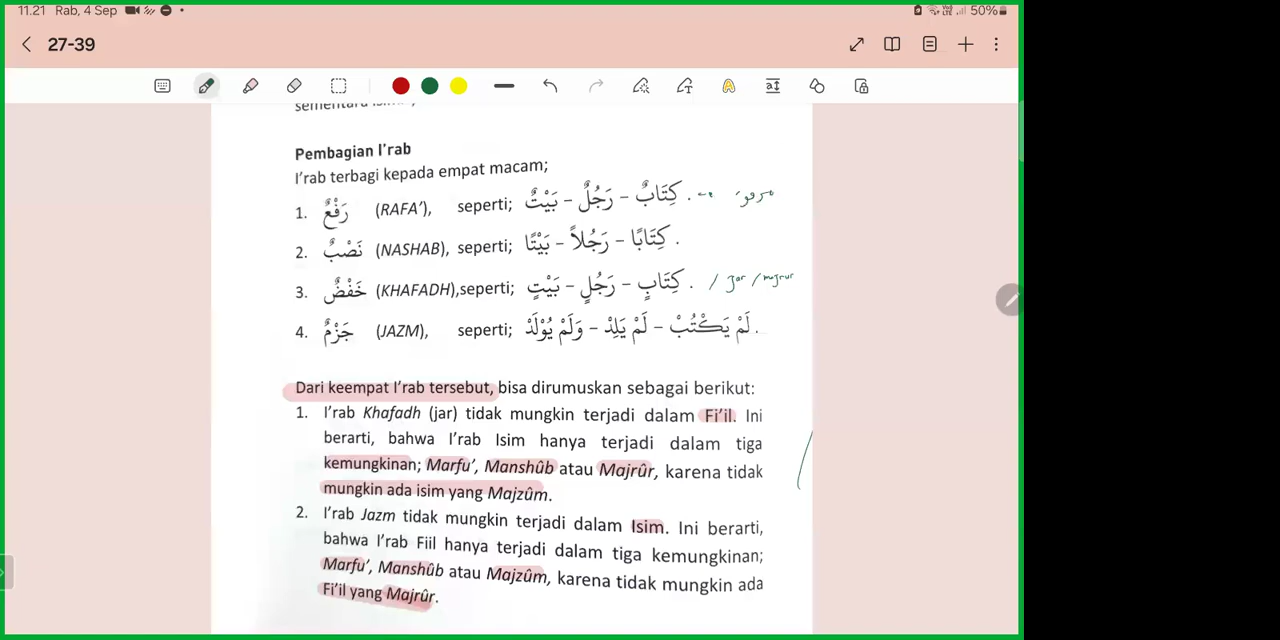 11.21 Rab, 4 Sep
50%
27-39
Pembagian I'rab
I'rab terbagi kepada empat macam;
1. رَفْعٌ (RAFA'), seperti; كِتَابٌ – رَجُلٌ – بَيْتٌ .
2. نَصْبٌ (NASHAB), seperti; كِتَابًا – رَجُلاً – بَيْتًا .
3. خَفْضٌ (KHAFADH),seperti; كِتَابٍ – رَجُلٍ – بَيْتٍ . / Jar / majrur
4. جَزْمٌ (JAZM), seperti; لَمْ يَكْتُبْ – لَمْ يَلِدْ – وَلَمْ يُوْلَدْ .
Dari keempat I'rab tersebut, bisa dirumuskan sebagai berikut:
1. I'rab Khafadh (jar) tidak mungkin terjadi dalam Fi'il. Ini
berarti, bahwa I'rab Isim hanya terjadi dalam tiga
kemungkinan; Marfu', Manshûb atau Majrûr, karena tidak
mungkin ada isim yang Majzûm.
2. I'rab Jazm tidak mungkin terjadi dalam Isim. Ini berarti,
bahwa I'rab Fiil hanya terjadi dalam tiga kemungkinan;
Marfu', Manshûb atau Majzûm, karena tidak mungkin ada
Fi'il yang Majrûr.